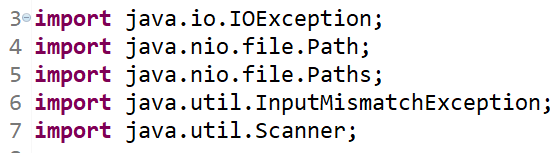 3 import java.io.IOException;
4 import java.nio.file.Path;
5 import java.nio.file.Paths;
6 import java.util.InputMismatchException;
7 import java.util.Scanner;